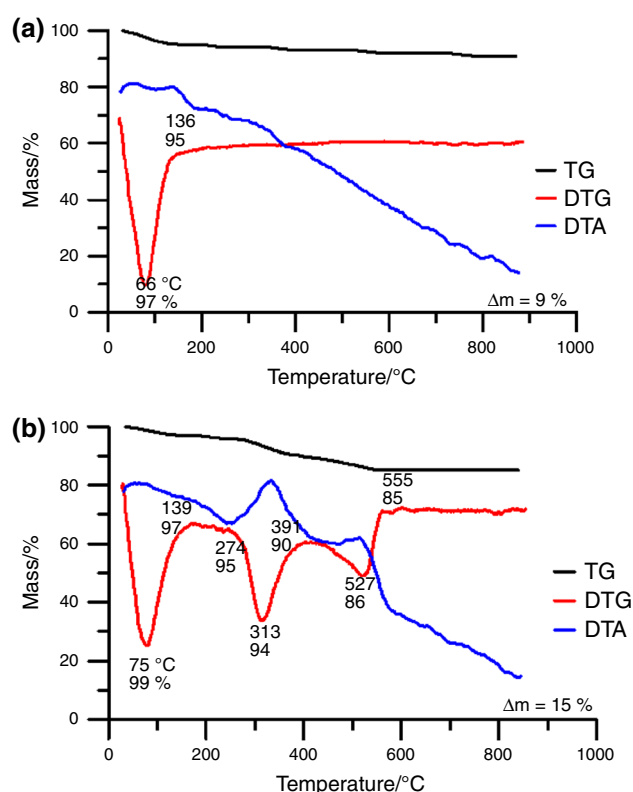 (a)
100
80
60
40
20
0
Mass/%
136
95
66 °C
97 %
TG
DTG
DTA
Δm = 9 %
0 200 400 600 800 1000
Temperature/°C
(b)
100
80
60
40
20
0
Mass/%
555
85
139
97
391
90
274
95
527
86
313
94
75 °C
99 %
TG
DTG
DTA
Δm = 15 %
0 200 400 600 800 1000
Temperature/°C